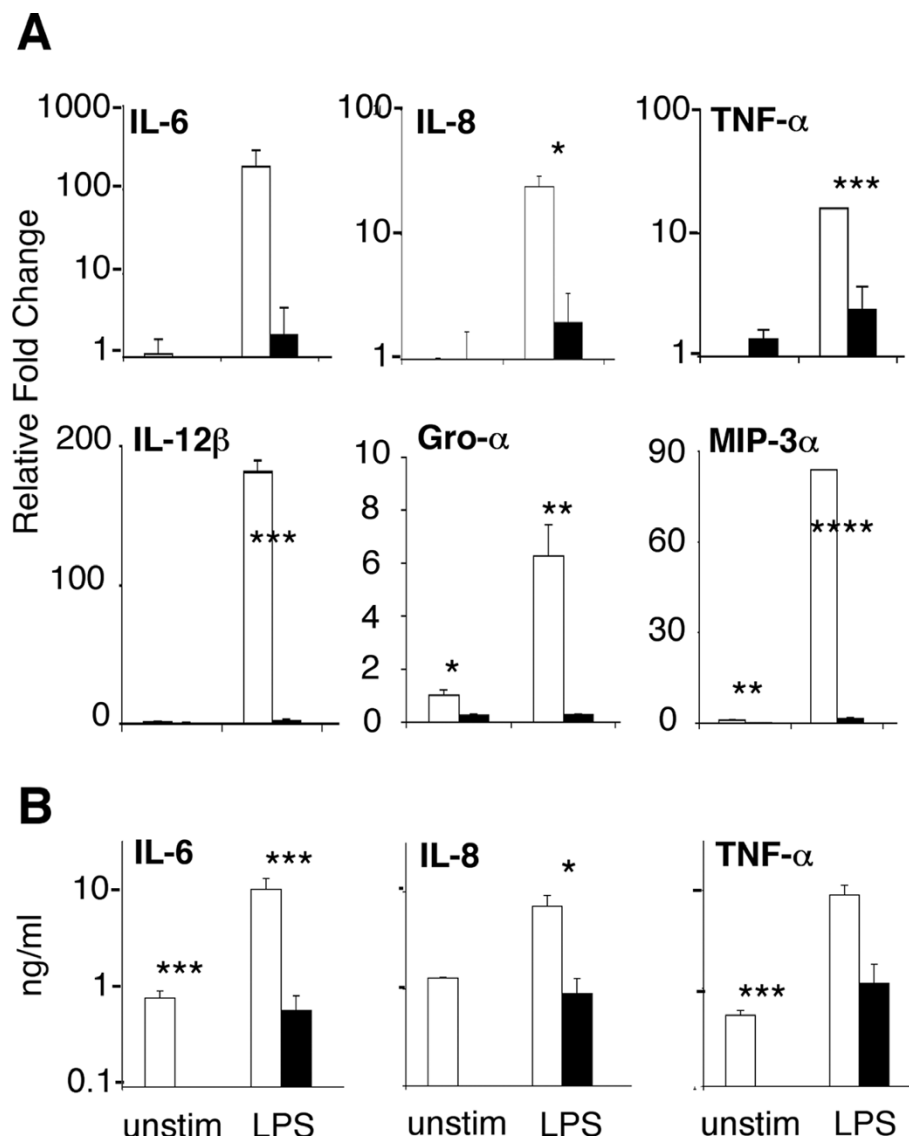 A
Relative Fold Change
IL-6
1000
100
10
1
IL-8
*
100
10
1
TNF-α
***
100
10
1
IL-12β
***
200
100
0
Gro-α
*
**
10
8
6
4
2
0
MIP-3α
**
****
90
60
30
0
B
ng/ml
IL-6
***
***
10
1
0.1
unstim LPS
IL-8
*
unstim LPS
TNF-α
***
unstim LPS